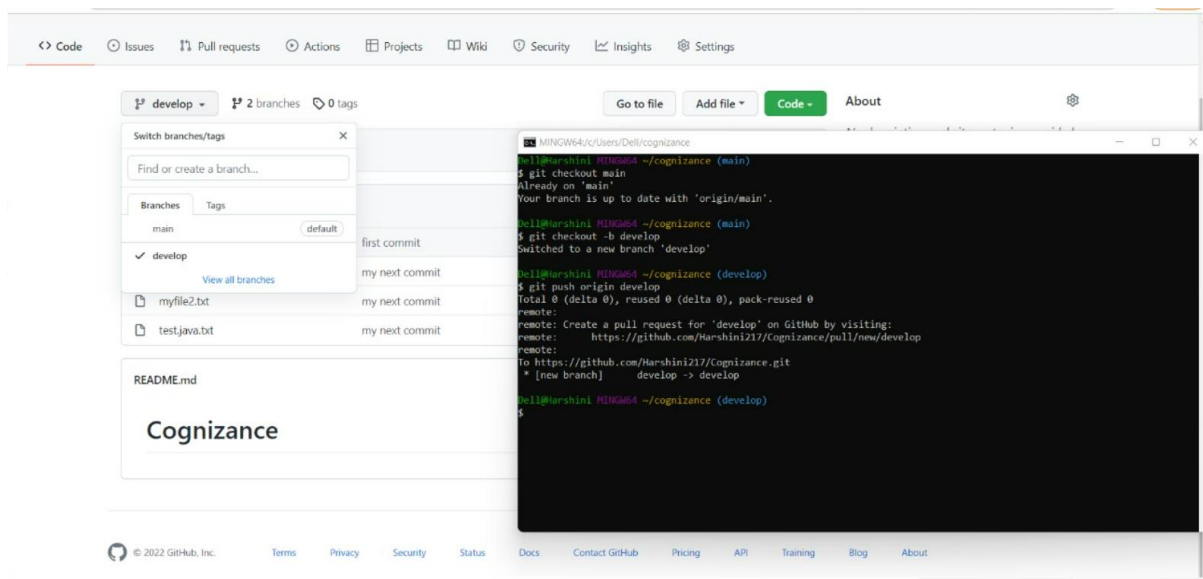 Code Issues Pull requests Actions Projects Wiki Security Insights Settings
develop 2 branches 0 tags Go to file Add file Code About
Switch branches/tags
Find or create a branch...
Branches Tags
main default
develop
View all branches
first commit
my next commit
myfile2.txt my next commit
test.java.txt my next commit
README.md
Cognizance
MINGW64:/c/Users/Dell/cognizance
Dell@Harshini MINGW64 ~/cognizance (main)
$ git checkout main
Already on 'main'
Your branch is up to date with 'origin/main'.
Dell@Harshini MINGW64 ~/cognizance (main)
$ git checkout -b develop
Switched to a new branch 'develop'
Dell@Harshini MINGW64 ~/cognizance (develop)
$ git push origin develop
Total 0 (delta 0), reused 0 (delta 0), pack-reused 0
remote:
remote: Create a pull request for 'develop' on GitHub by visiting:
remote: https://github.com/Harshini217/Cognizance/pull/new/develop
remote:
To https://github.com/Harshini217/Cognizance.git
* [new branch] develop -> develop
Dell@Harshini MINGW64 ~/cognizance (develop)
$
© 2022 GitHub, Inc. Terms Privacy Security Status Docs Contact GitHub Pricing API Training Blog About